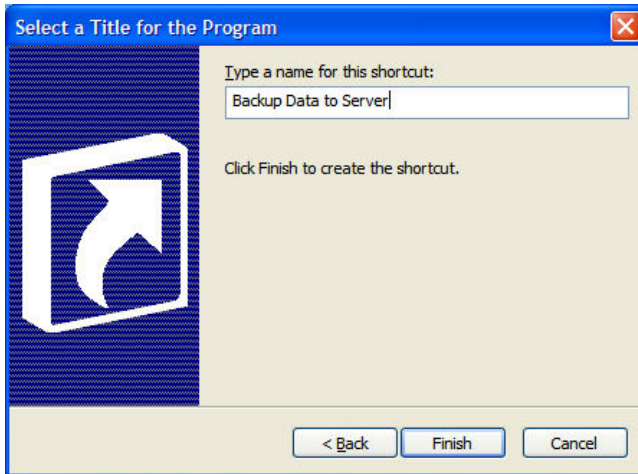 Select a Title for the Program
Type a name for this shortcut:
Backup Data to Server
Click Finish to create the shortcut.
< Back Finish Cancel